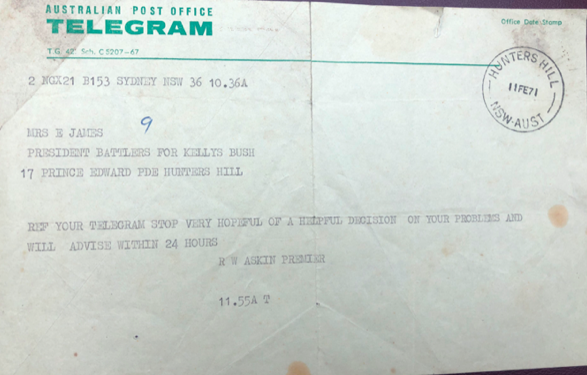 AUSTRALIAN POST OFFICE
TELEGRAM
Office Date Stamp
T.G. 42 Sch. C5207-67
2 NGX21 B153 SYDNEY NSW 36 10.36A
HUNTERS HILL
11FE71
NSW-AUST
9
MRS E JAMES
PRESIDENT BATTLERS FOR KELLYS BUSH
17 PRINCE EDWARD PDE HUNTERS HILL
REF YOUR TELEGRAM STOP VERY HOPEFUL OF A HELPFUL DECISION ON YOUR PROBLEMS AND
WILL ADVISE WITHIN 24 HOURS
R W ASKIN PREMIER
11.55A T